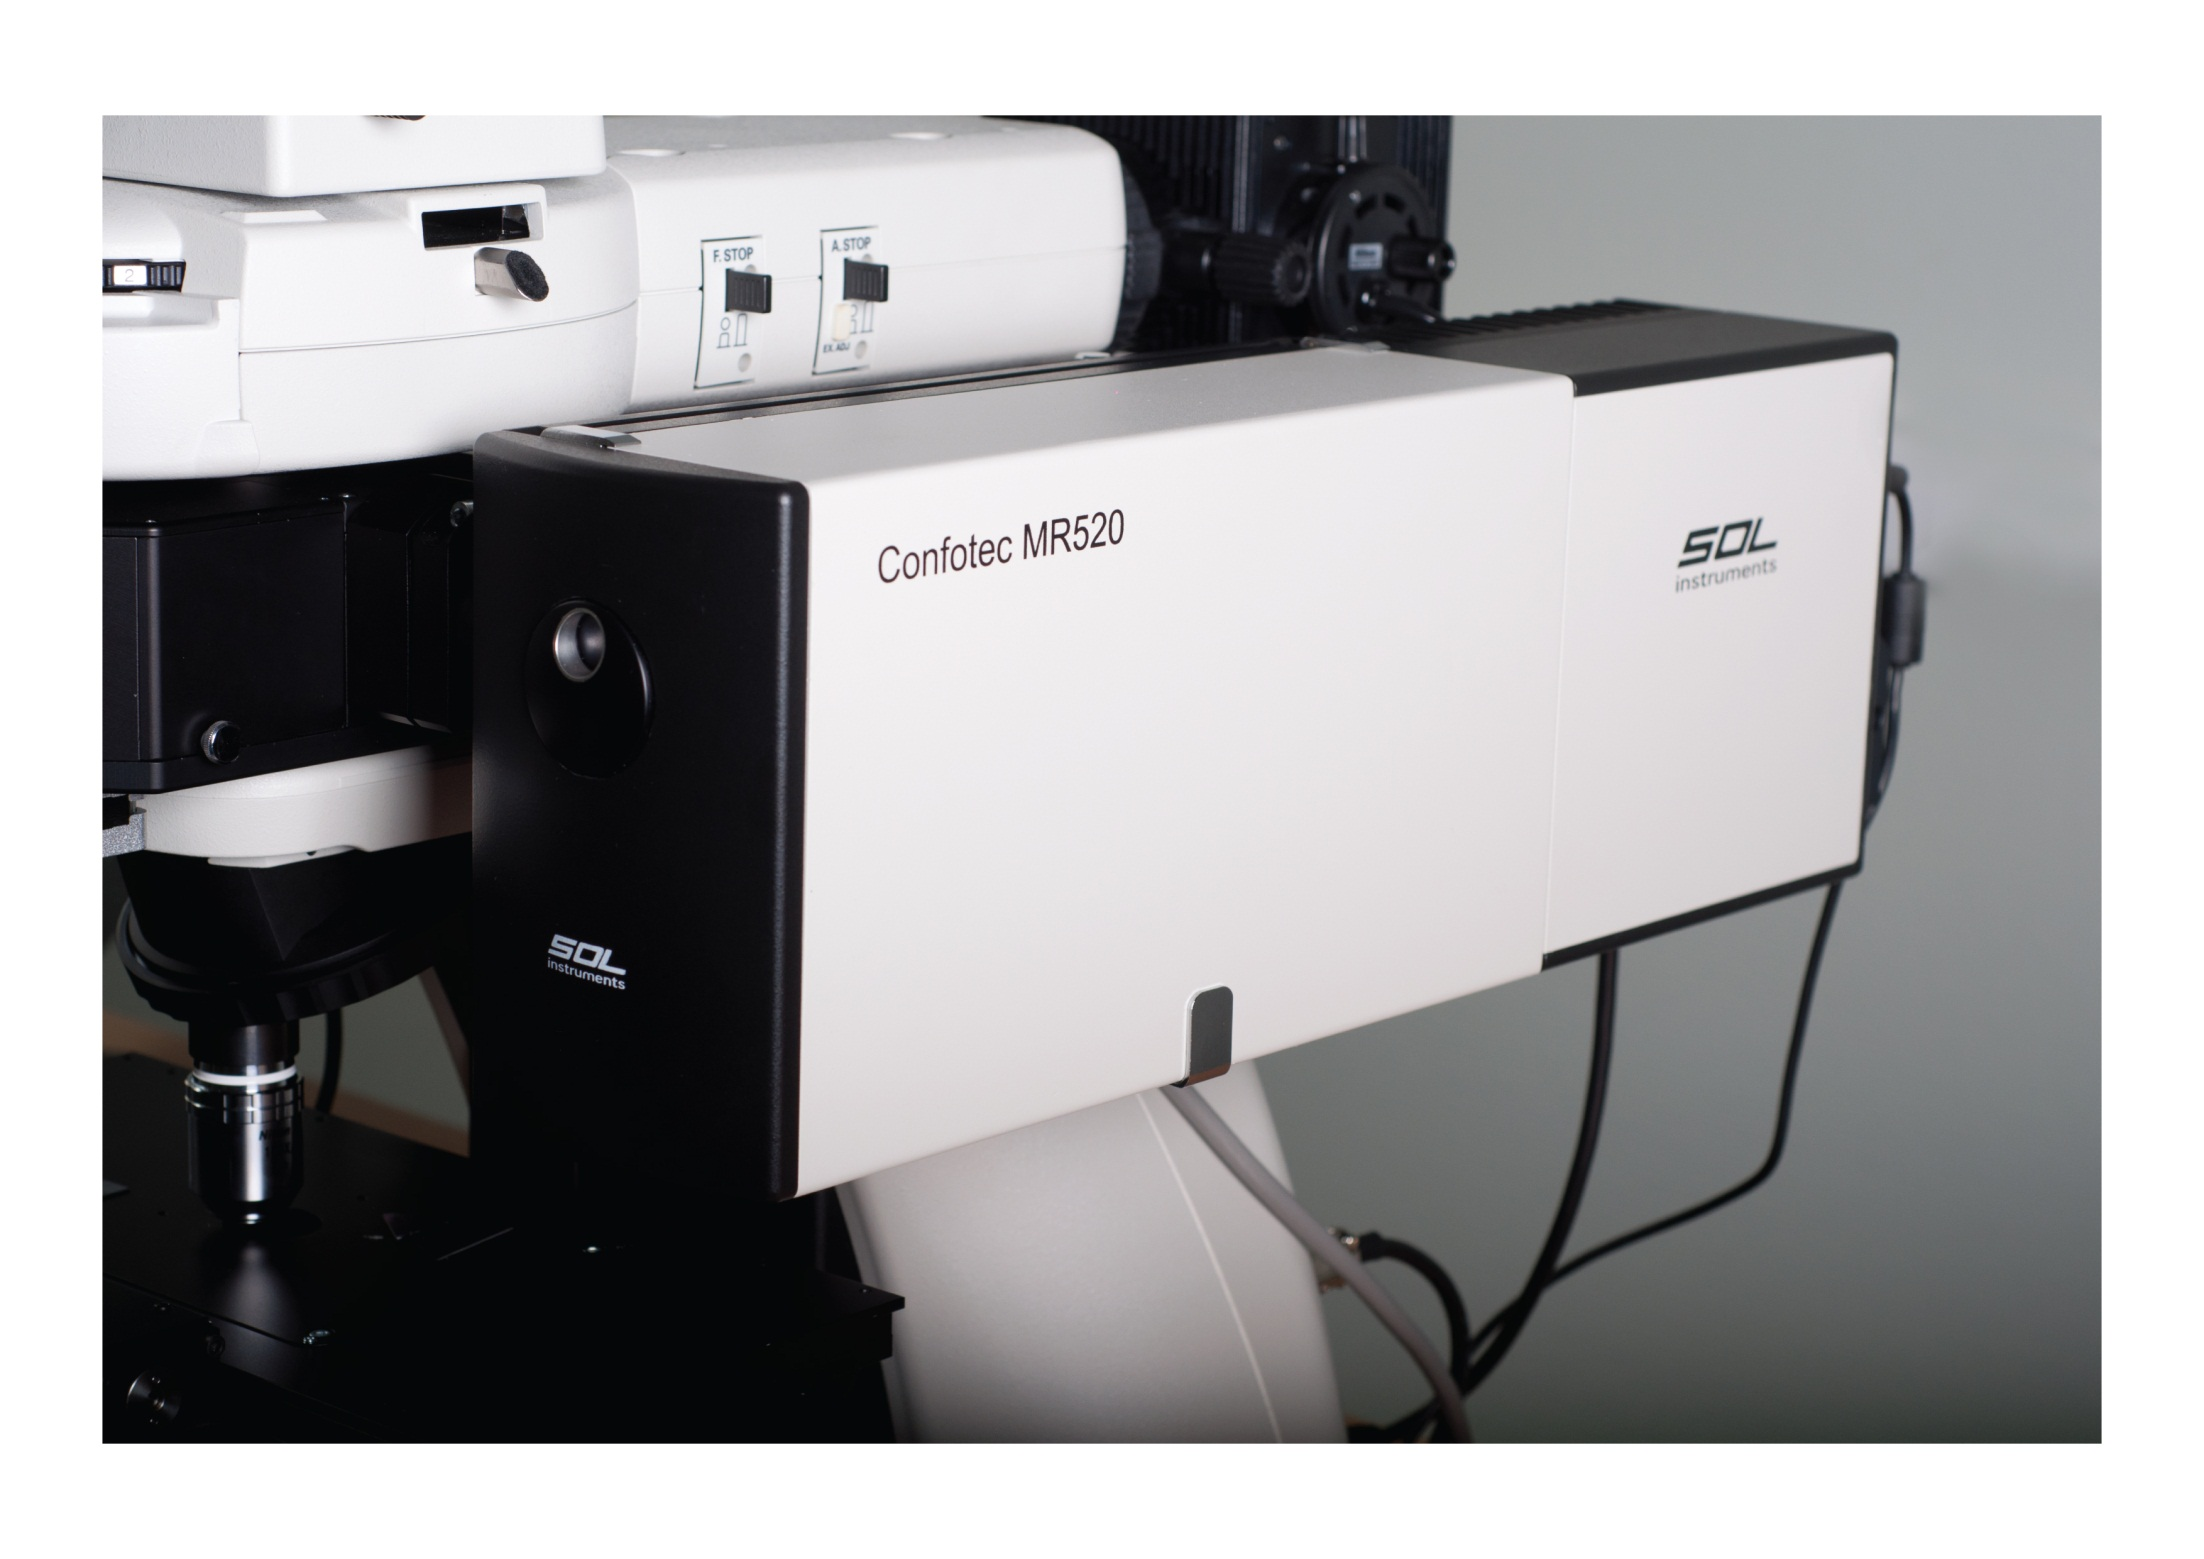 2
F. STOP
A. STOP
EX. ADJ
Confotec MR520
SOL
instruments
SOL
instruments